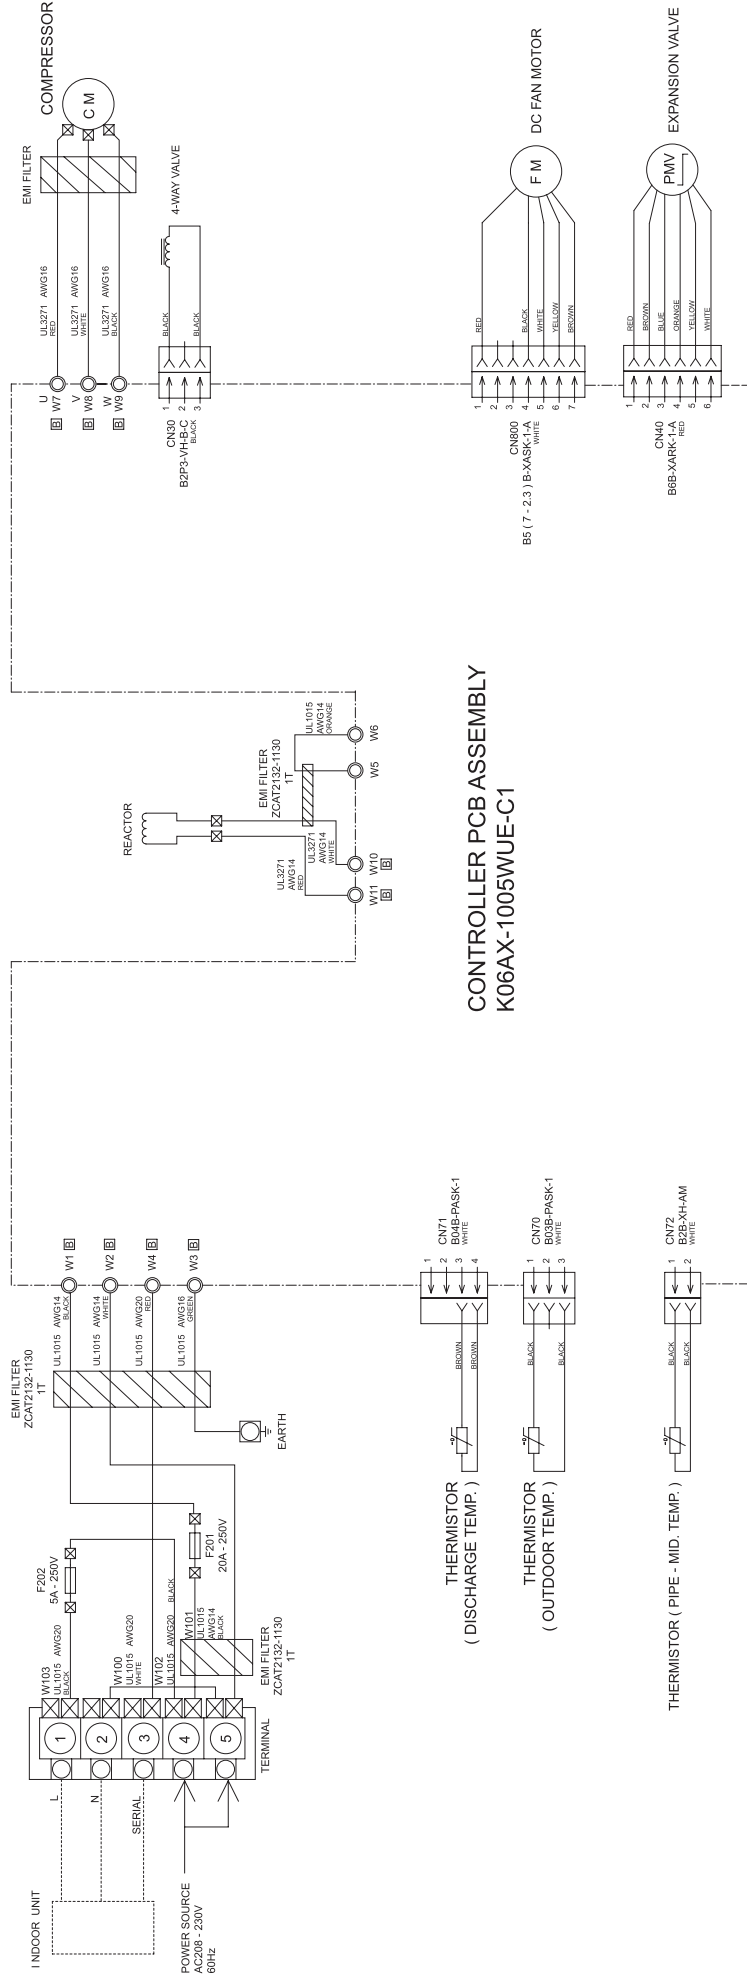 COMPRESSOR
C M
EMI FILTER
UL3271 AWG16
RED
UL3271 AWG16
WHITE
UL3271 AWG16
BLACK
U
V
W
B W7
B W8
B W9
4-WAY VALVE
BLACK
BLACK
1
2
3
CN30
B2P3-VH-B-C
BLACK
DC FAN MOTOR
F M
RED
BLACK
WHITE
YELLOW
BROWN
1
2
3
4
5
6
7
CN800
B5 ( 7 - 2.3 ) B-XASK-1-A
WHITE
EXPANSION VALVE
PMV
RED
BROWN
BLUE
ORANGE
YELLOW
WHITE
1
2
3
4
5
6
CN40
B6B-XARK-1-A
RED
REACTOR
EMI FILTER
ZCAT2132-1130
1T
UL1015
AWG14
ORANGE
UL3271
AWG14
WHITE
UL3271
AWG14
RED
W6
W5
W10 B
W11 B
CONTROLLER PCB ASSEMBLY
K06AX-1005WUE-C1
W1 B
W2 B
W4 B
W3 B
UL1015 AWG14
BLACK
UL1015 AWG14
WHITE
UL1015 AWG20
RED
UL1015 AWG16
GREEN
EMI FILTER
ZCAT2132-1130
1T
EARTH
F202
5A - 250V
F201
20A - 250V
W103
UL1015 AWG20
BLACK
W100
UL1015 AWG20
WHITE
W102
UL1015 AWG20
BLACK
W101
UL1015
AWG14
BLACK
EMI FILTER
ZCAT2132-1130
1T
1
2
3
4
5
TERMINAL
L
N
SERIAL
INDOOR UNIT
POWER SOURCE
AC208 - 230V
60Hz
CN71
B04B-PASK-1
WHITE
1
2
3
4
BROWN
BROWN
THERMISTOR
( DISCHARGE TEMP. )
CN70
B03B-PASK-1
WHITE
1
2
3
BLACK
BLACK
THERMISTOR
( OUTDOOR TEMP. )
CN72
B2B-XH-AM
WHITE
1
2
BLACK
BLACK
THERMISTOR ( PIPE - MID. TEMP. )